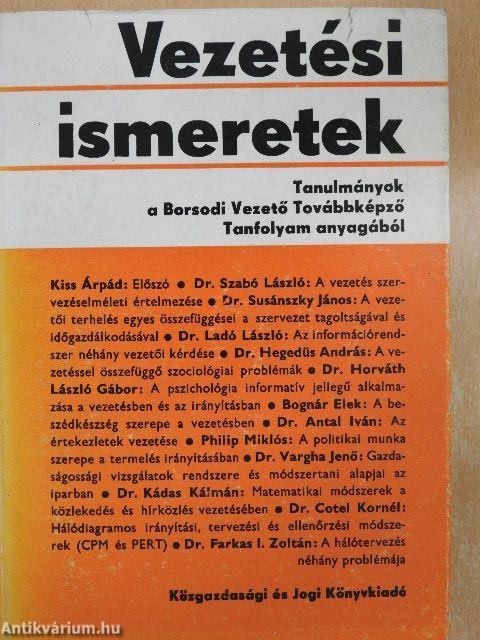 Vezetési
ismeretek
Tanulmányok
a Borsodi Vezető Továbbképző
Tanfolyam anyagából
Kiss Árpád: Előszó ● Dr. Szabó László: A vezetés szer-
vezéselméleti értelmezése ● Dr. Susánszky János: A veze-
tői terhelés egyes összefüggései a szervezet tagoltságával és
időgazdálkodásával ● Dr. Ladó László: Az információrend-
szer néhány vezetői kérdése ● Dr. Hegedüs András: A ve-
zetéssel összefüggő szociológiai problémák ● Dr. Horváth
László Gábor: A pszichológia informatív jellegű alkalma-
zása a vezetésben és az irányításban ● Bognár Elek: A be-
szédkészség szerepe a vezetésben ● Dr. Antal Iván: Az
értekezletek vezetése ● Philip Miklós: A politikai munka
szerepe a termelés irányításában ● Dr. Vargha Jenő: Gazda-
ságossági vizsgálatok rendszere és módszertani alapjai az
iparban ● Dr. Kádas Kálmán: Matematikai módszerek a
közlekedés és hírközlés vezetésében ● Dr. Cotel Kornél:
Hálódiagramos irányítási, tervezési és ellenőrzési módsze-
rek (CPM és PERT) ● Dr. Farkas I. Zoltán: A hálótervezés
néhány problémája
Közgazdasági és Jogi Könyvkiadó
Antikvárium.hu